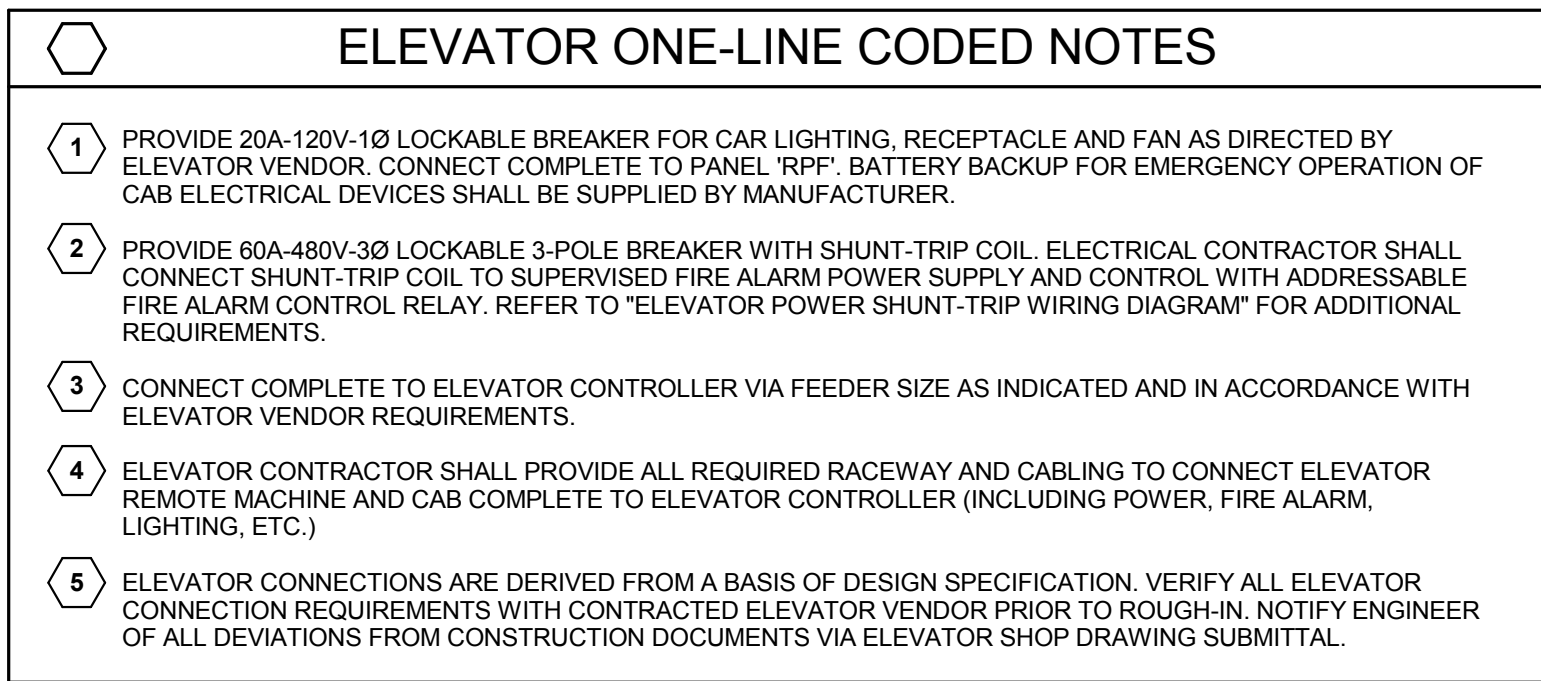 ELEVATOR ONE-LINE CODED NOTES
1 PROVIDE 20A-120V-1Ø LOCKABLE BREAKER FOR CAR LIGHTING, RECEPTACLE AND FAN AS DIRECTED BY
ELEVATOR VENDOR. CONNECT COMPLETE TO PANEL 'RPF'. BATTERY BACKUP FOR EMERGENCY OPERATION OF
CAB ELECTRICAL DEVICES SHALL BE SUPPLIED BY MANUFACTURER.
2 PROVIDE 60A-480V-3Ø LOCKABLE 3-POLE BREAKER WITH SHUNT-TRIP COIL. ELECTRICAL CONTRACTOR SHALL
CONNECT SHUNT-TRIP COIL TO SUPERVISED FIRE ALARM POWER SUPPLY AND CONTROL WITH ADDRESSABLE
FIRE ALARM CONTROL RELAY. REFER TO "ELEVATOR POWER SHUNT-TRIP WIRING DIAGRAM" FOR ADDITIONAL
REQUIREMENTS.
3 CONNECT COMPLETE TO ELEVATOR CONTROLLER VIA FEEDER SIZE AS INDICATED AND IN ACCORDANCE WITH
ELEVATOR VENDOR REQUIREMENTS.
4 ELEVATOR CONTRACTOR SHALL PROVIDE ALL REQUIRED RACEWAY AND CABLING TO CONNECT ELEVATOR
REMOTE MACHINE AND CAB COMPLETE TO ELEVATOR CONTROLLER (INCLUDING POWER, FIRE ALARM,
LIGHTING, ETC.)
5 ELEVATOR CONNECTIONS ARE DERIVED FROM A BASIS OF DESIGN SPECIFICATION. VERIFY ALL ELEVATOR
CONNECTION REQUIREMENTS WITH CONTRACTED ELEVATOR VENDOR PRIOR TO ROUGH-IN. NOTIFY ENGINEER
OF ALL DEVIATIONS FROM CONSTRUCTION DOCUMENTS VIA ELEVATOR SHOP DRAWING SUBMITTAL.